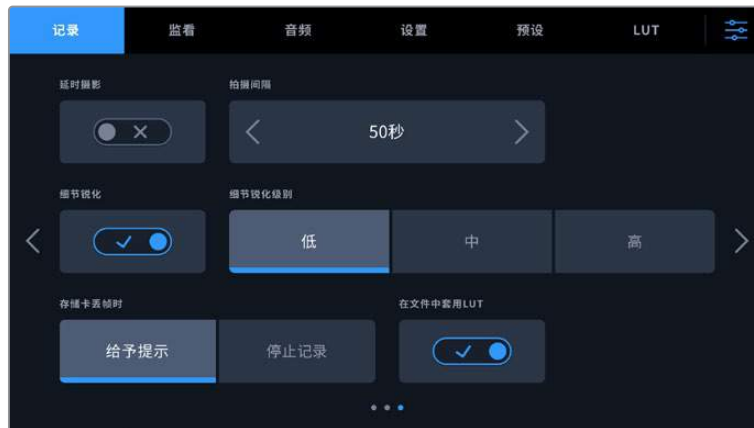 记录 监看 音频 设置 预设 LUT
延时摄影 拍摄间隔
50秒
细节锐化 细节锐化级别
低 中 高
存储卡丢帧时 在文件中套用LUT
给予提示 停止记录